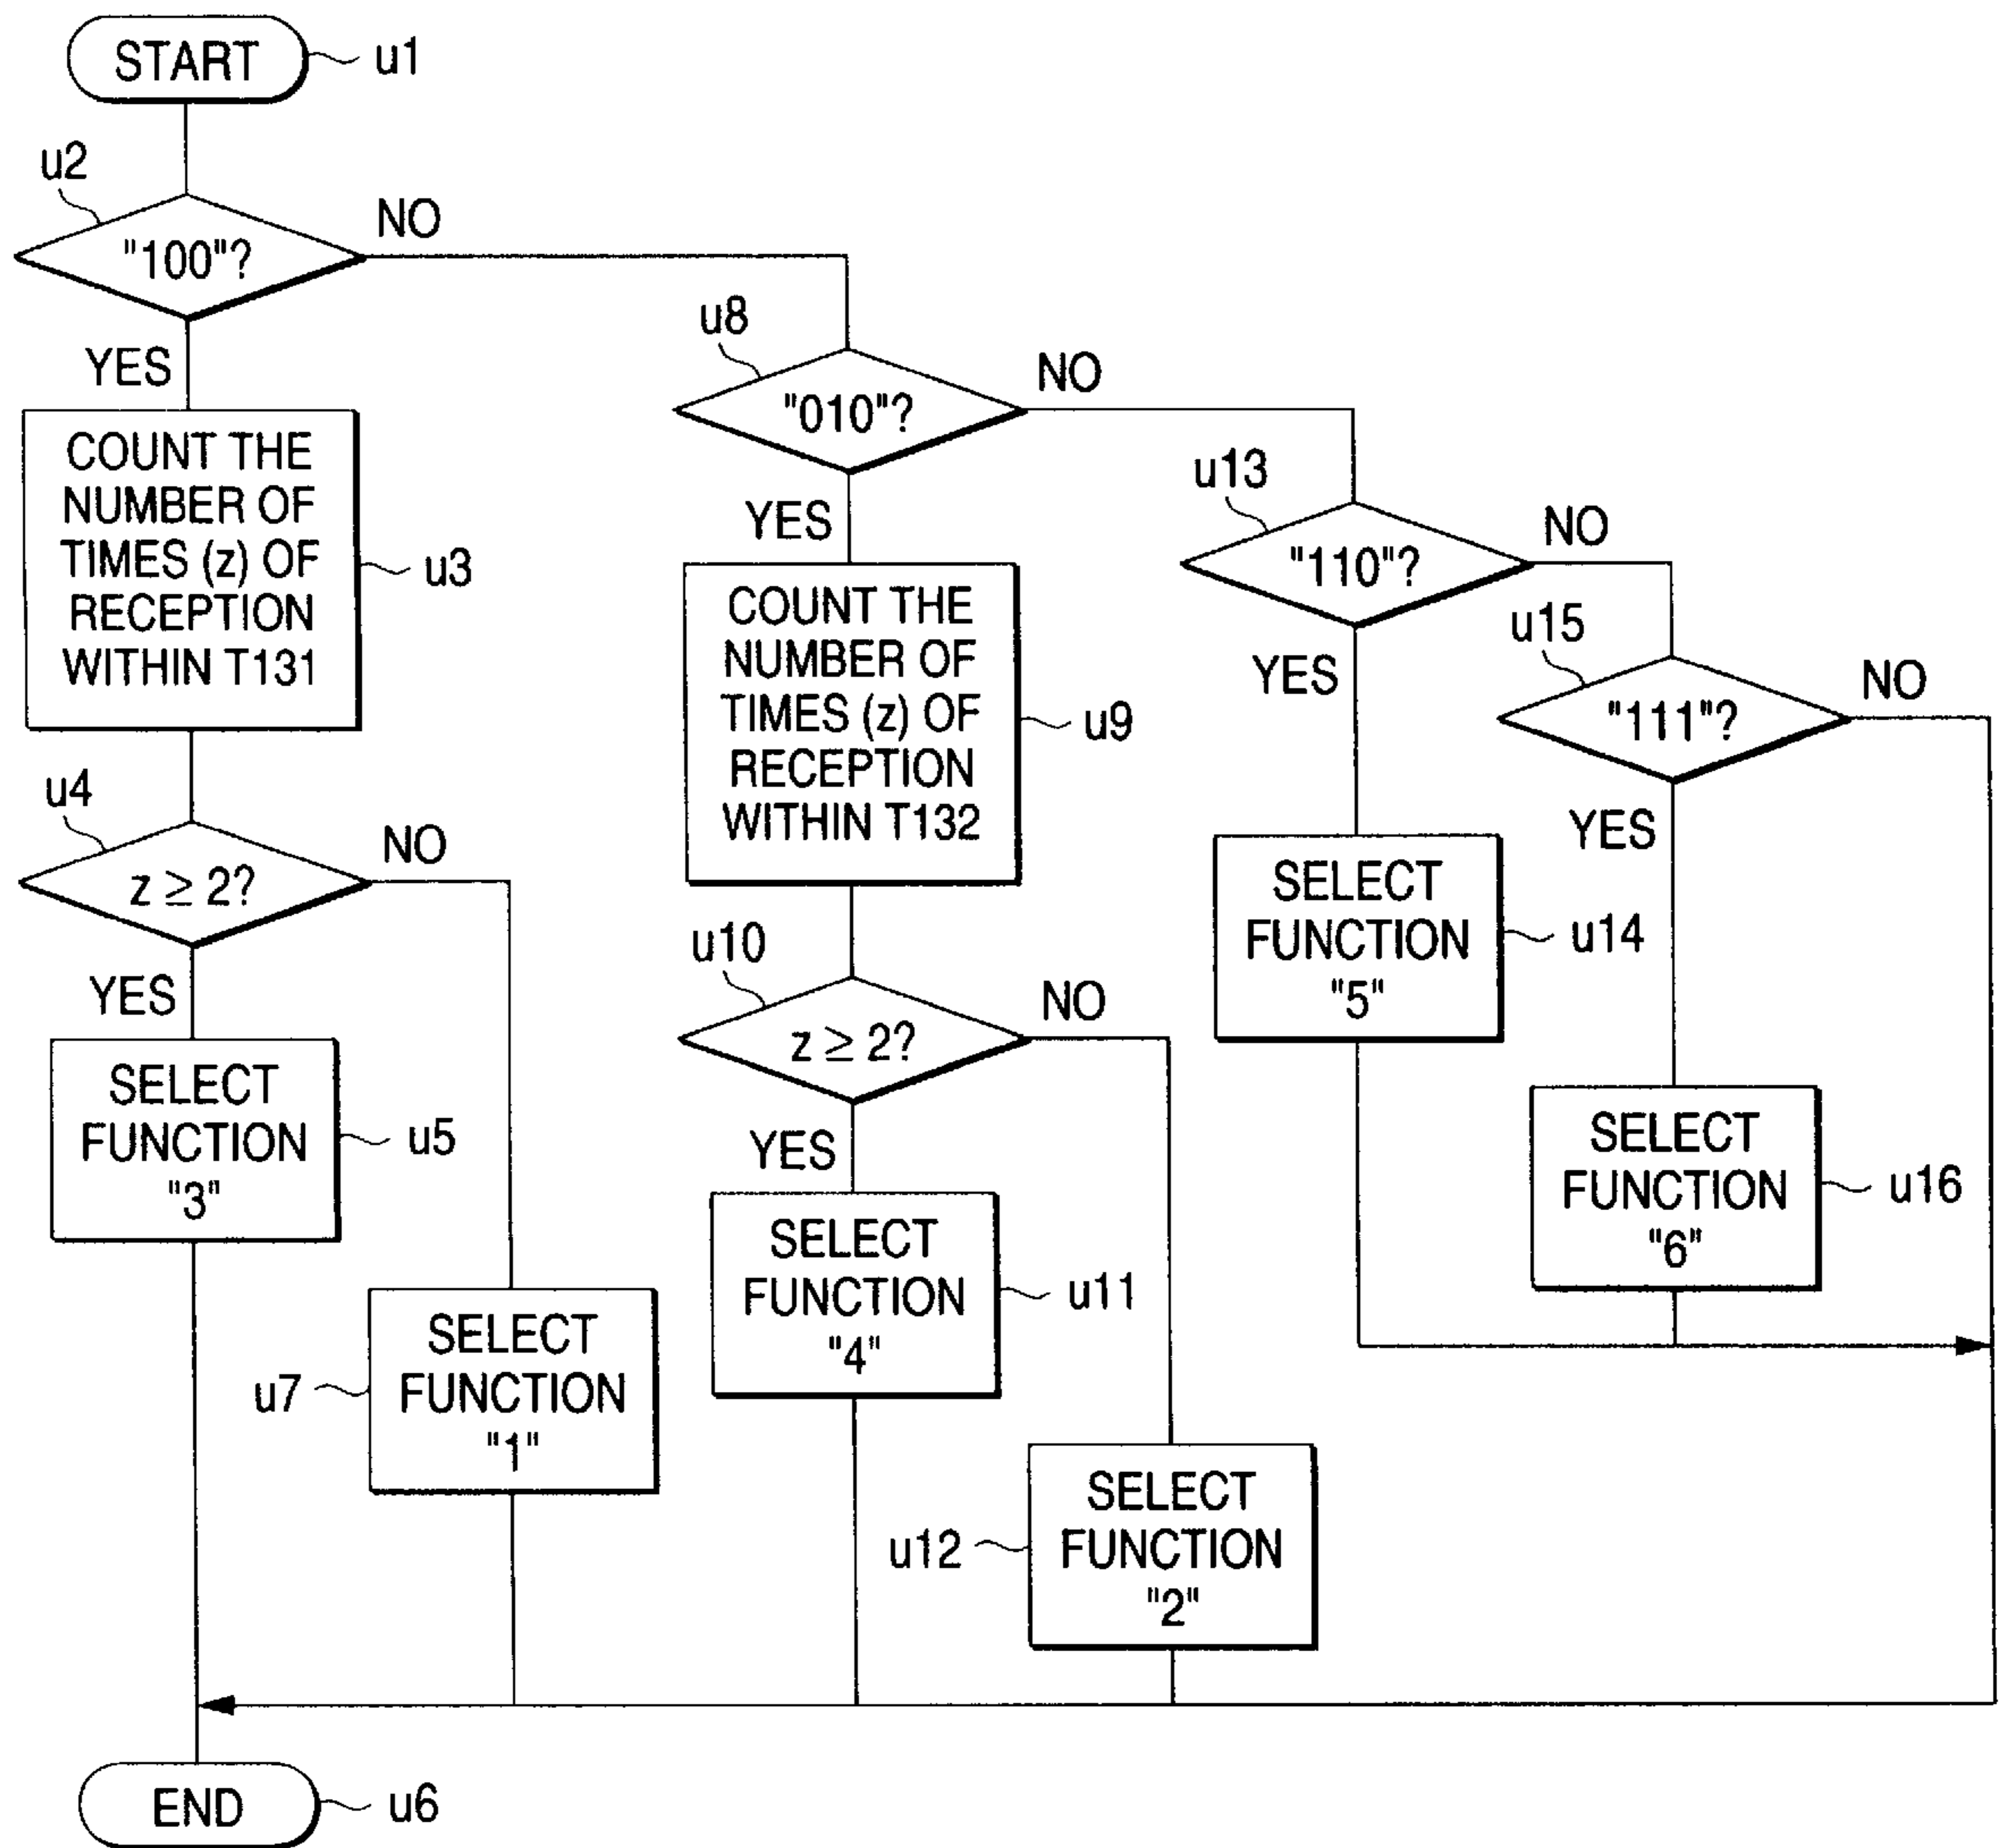 START
u1
u2
"100"?
NO
YES
COUNT THE
NUMBER OF
TIMES (z) OF
RECEPTION
WITHIN T131
u3
u4
z ≥ 2?
NO
YES
SELECT
FUNCTION
"3"
u5
SELECT
FUNCTION
"1"
u7
u8
"010"?
NO
YES
COUNT THE
NUMBER OF
TIMES (z) OF
RECEPTION
WITHIN T132
u9
u10
z ≥ 2?
NO
YES
SELECT
FUNCTION
"4"
u11
SELECT
FUNCTION
"2"
u12
u13
"110"?
NO
YES
SELECT
FUNCTION
"5"
u14
u15
"111"?
NO
YES
SELECT
FUNCTION
"6"
u16
END
u6